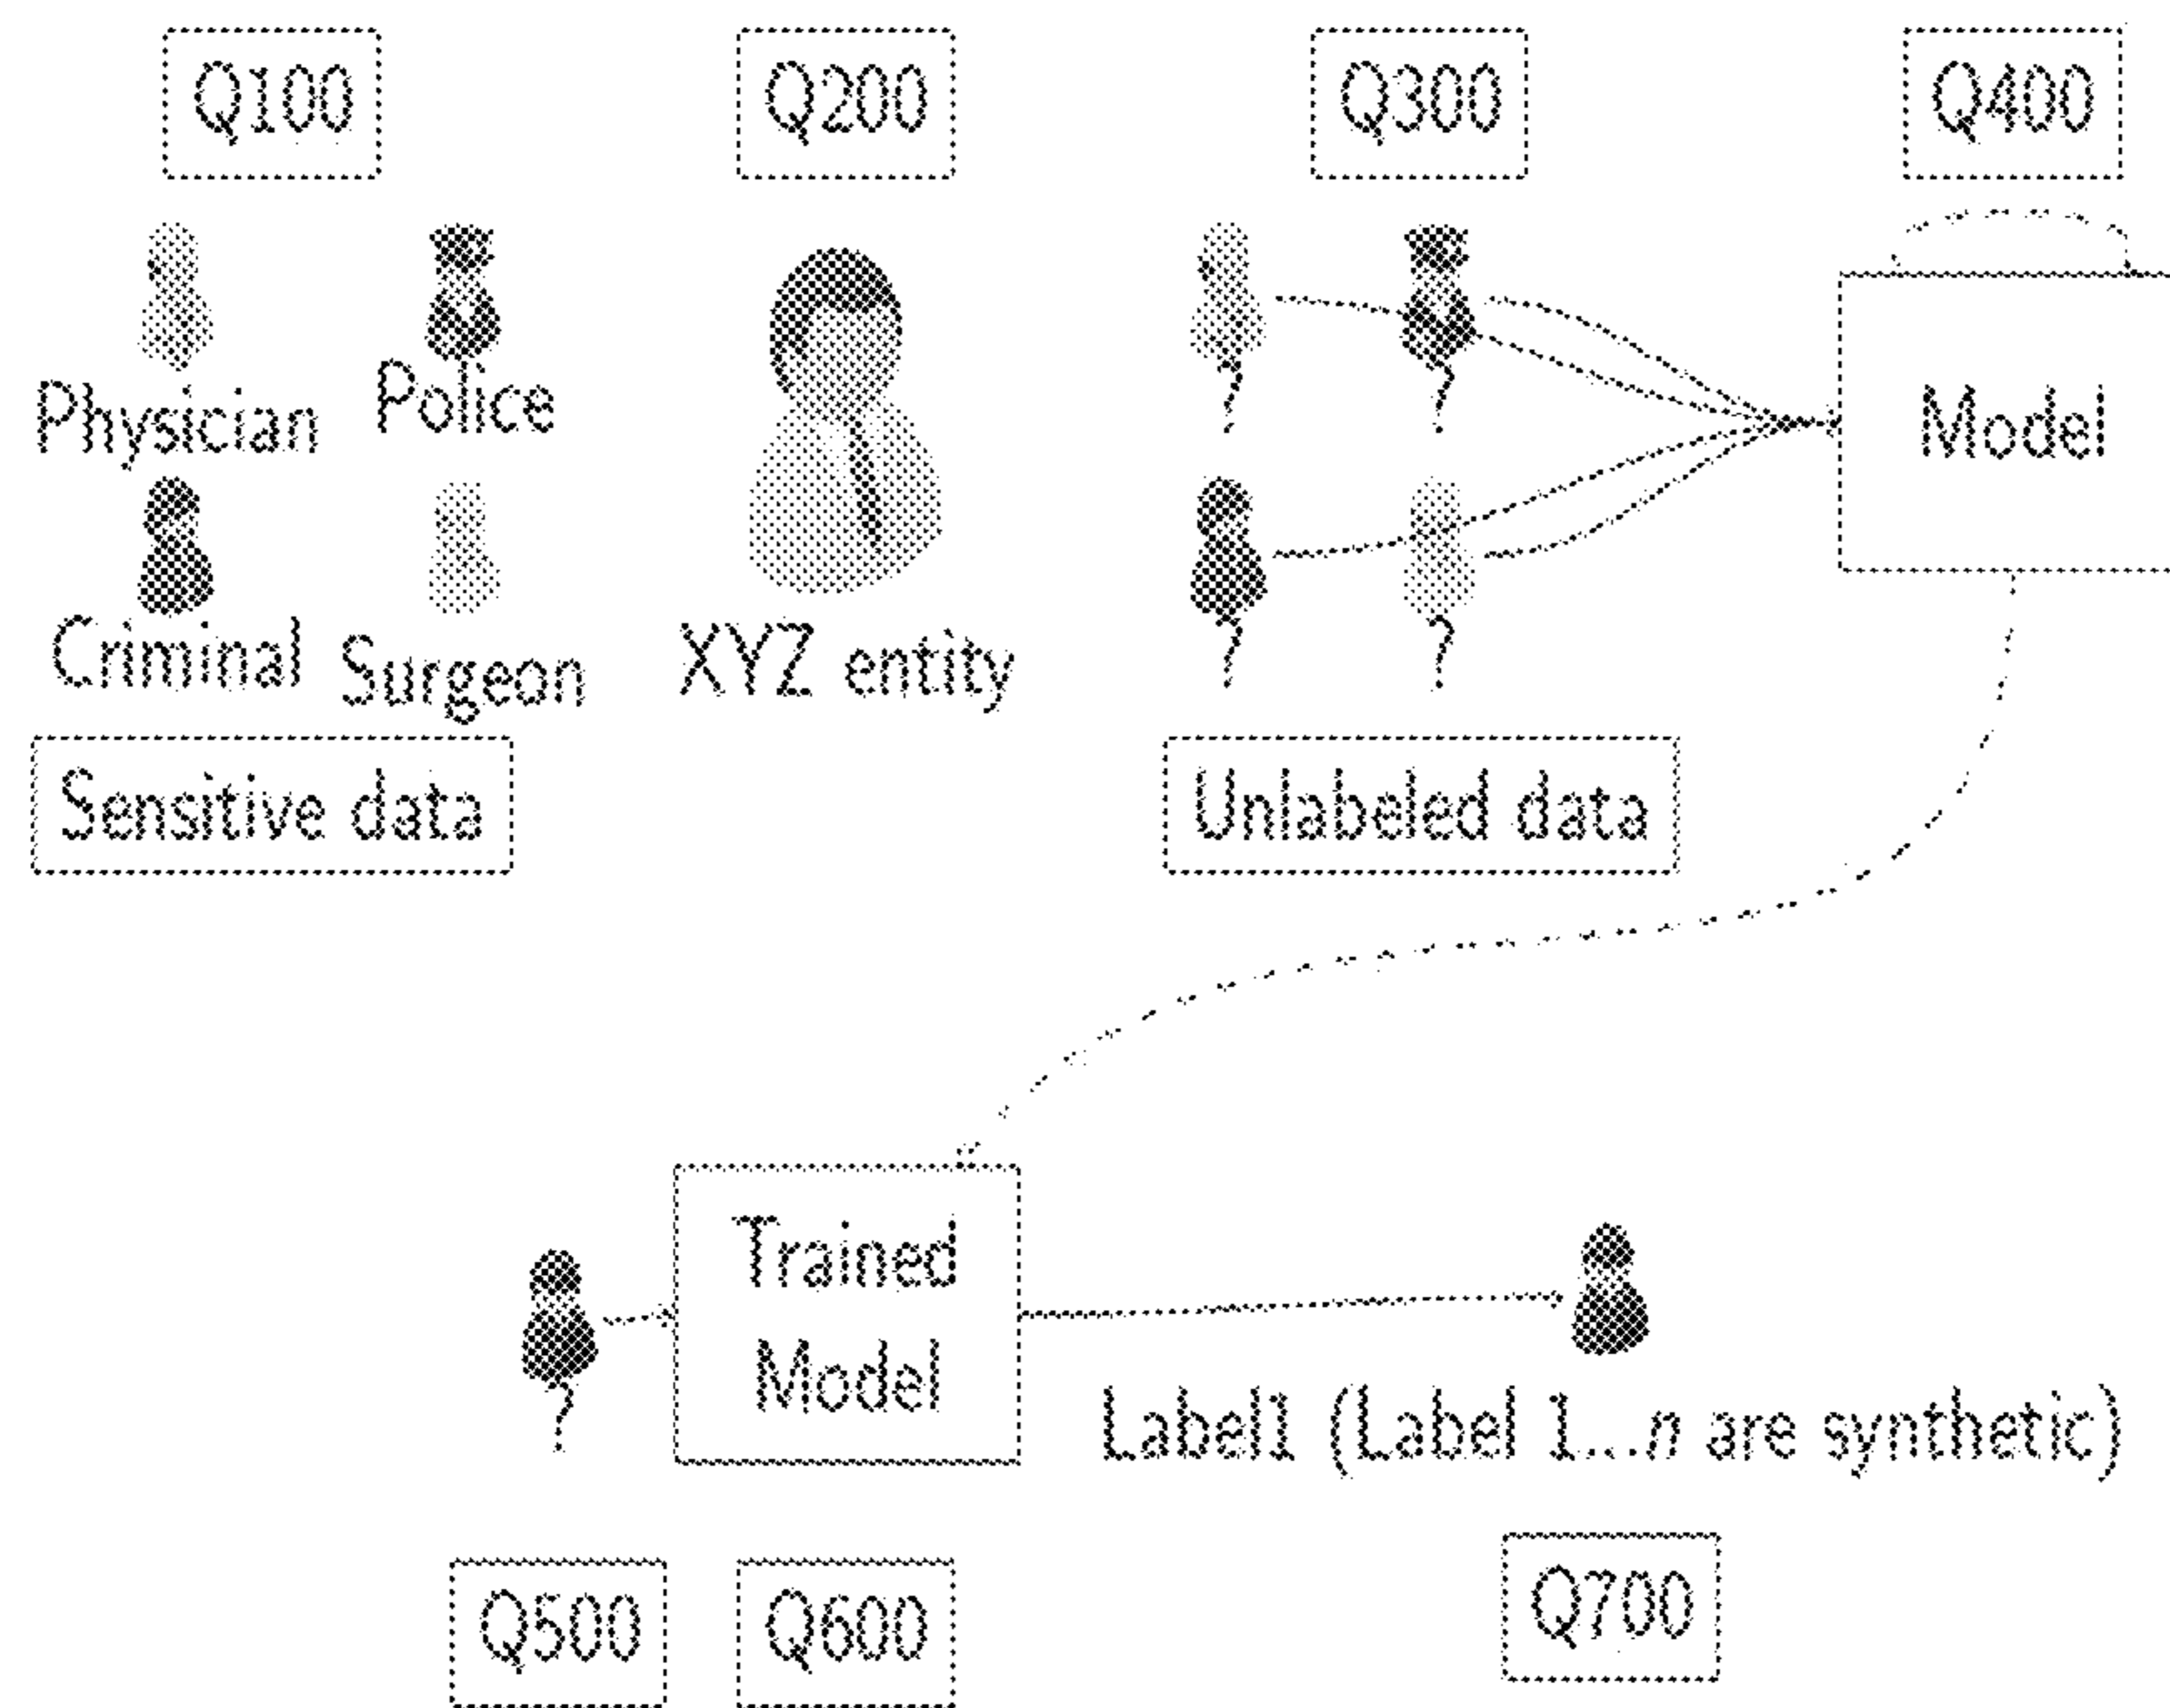 Q100
Q200
Q300
Q400
Physician
Police
Criminal
Surgeon
XYZ entity
?
?
?
?
Model
Sensitive data
Unlabeled data
?
Trained
Model
Label1 (Label 1...n are synthetic)
Q500
Q600
Q700